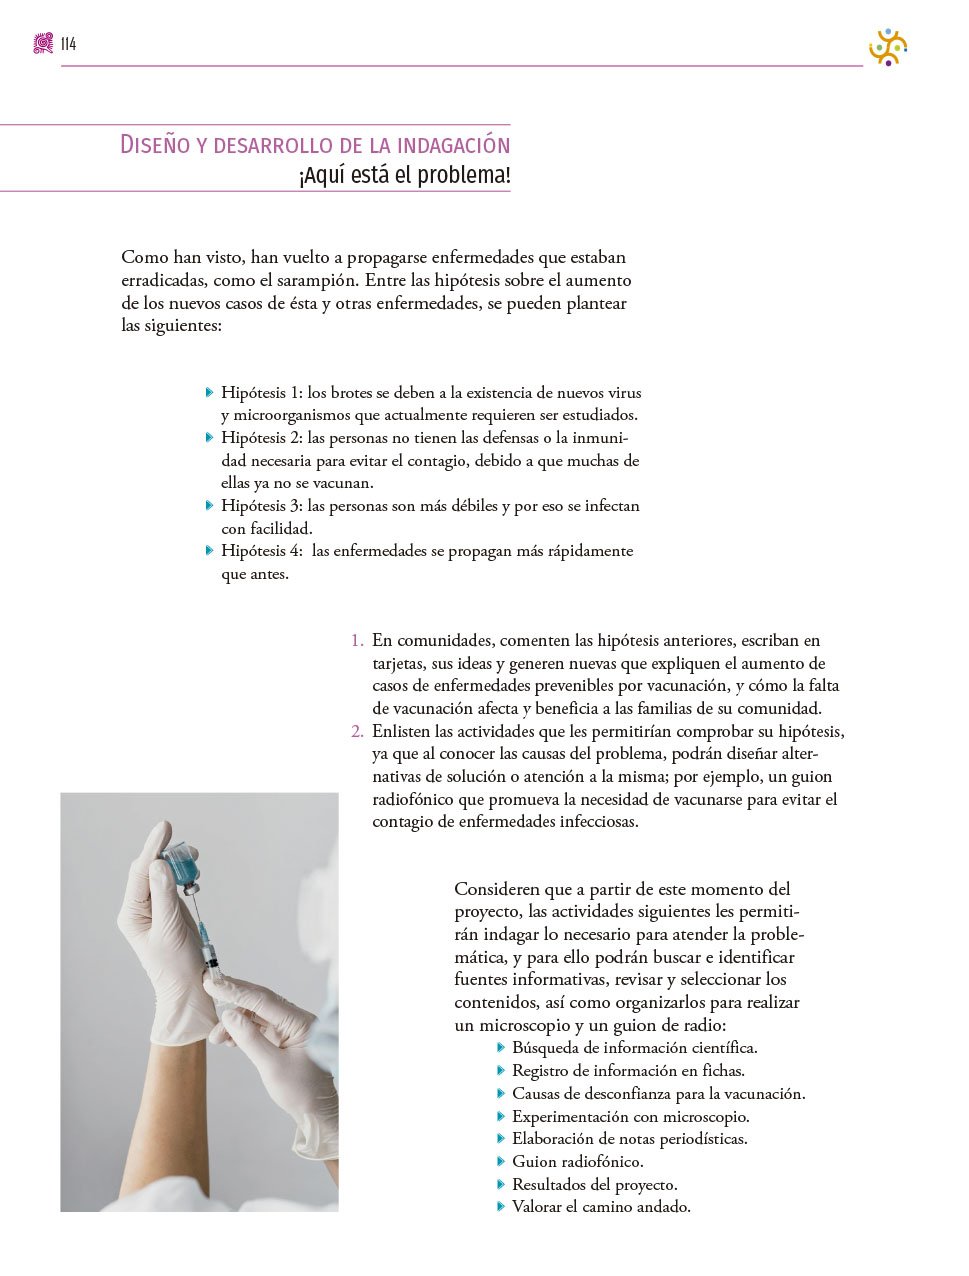 114
Diseño y desarrollo de la indagación
¡Aquí está el problema!
Como han visto, han vuelto a propagarse enfermedades que estaban
erradicadas, como el sarampión. Entre las hipótesis sobre el aumento
de los nuevos casos de ésta y otras enfermedades, se pueden plantear
las siguientes:
Hipótesis 1: los brotes se deben a la existencia de nuevos virus
y microorganismos que actualmente requieren ser estudiados.
Hipótesis 2: las personas no tienen las defensas o la inmuni-
dad necesaria para evitar el contagio, debido a que muchas de
ellas ya no se vacunan.
Hipótesis 3: las personas son más débiles y por eso se infectan
con facilidad.
Hipótesis 4: las enfermedades se propagan más rápidamente
que antes.
1. En comunidades, comenten las hipótesis anteriores, escriban en
tarjetas, sus ideas y generen nuevas que expliquen el aumento de
casos de enfermedades prevenibles por vacunación, y cómo la falta
de vacunación afecta y beneficia a las familias de su comunidad.
2. Enlisten las actividades que les permitirían comprobar su hipótesis,
ya que al conocer las causas del problema, podrán diseñar alter-
nativas de solución o atención a la misma; por ejemplo, un guion
radiofónico que promueva la necesidad de vacunarse para evitar el
contagio de enfermedades infecciosas.
Consideren que a partir de este momento del
proyecto, las actividades siguientes les permiti-
rán indagar lo necesario para atender la proble-
mática, y para ello podrán buscar e identificar
fuentes informativas, revisar y seleccionar los
contenidos, así como organizarlos para realizar
un microscopio y un guion de radio:
Búsqueda de información científica.
Registro de información en fichas.
Causas de desconfianza para la vacunación.
Experimentación con microscopio.
Elaboración de notas periodísticas.
Guion radiofónico.
Resultados del proyecto.
Valorar el camino andado.